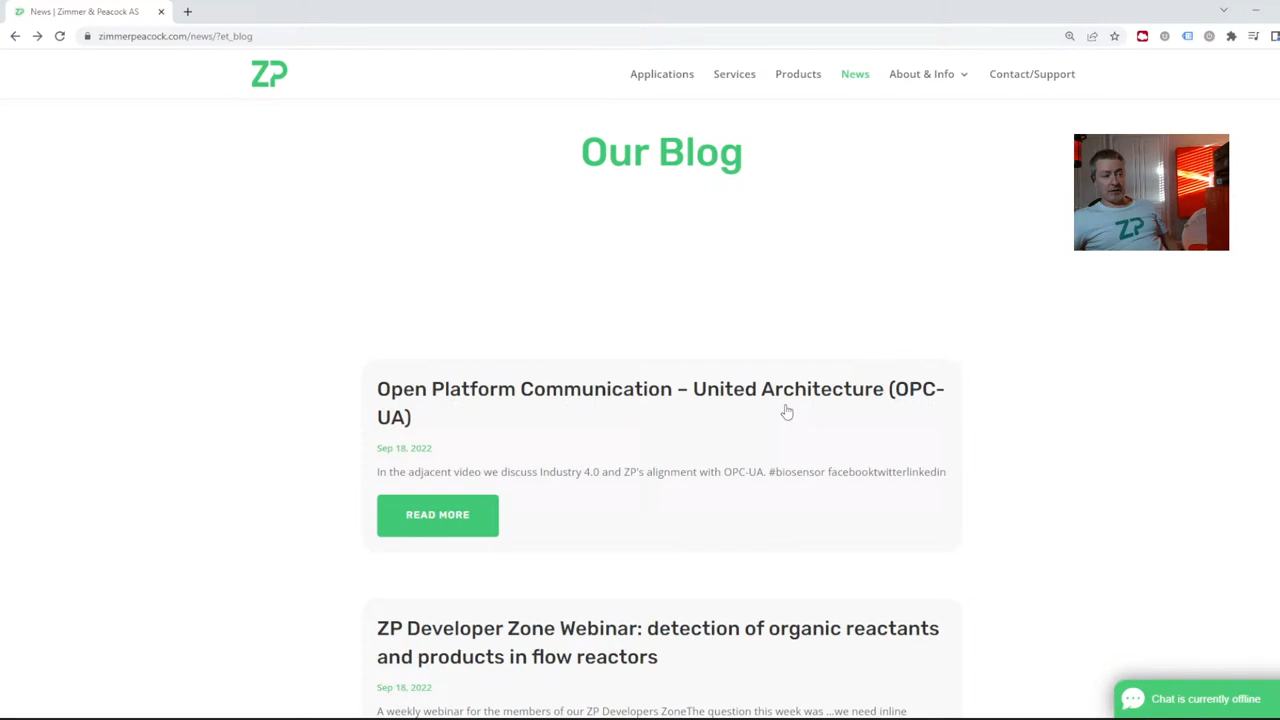 News | Zimmer & Peacock AS
zimmerpeacock.com/news/?et_blog
ZP
Applications
Services
Products
News
About & Info
Contact/Support
Our Blog
ZP
Open Platform Communication – United Architecture (OPC-
UA)
Sep 18, 2022
In the adjacent video we discuss Industry 4.0 and ZP's alignment with OPC-UA. #biosensor facebooktwitterlinkedin
READ MORE
ZP Developer Zone Webinar: detection of organic reactants
and products in flow reactors
Sep 18, 2022
A weekly webinar for the members of our ZP Developers ZoneThe question this week was ...we need inline
Chat is currently offline